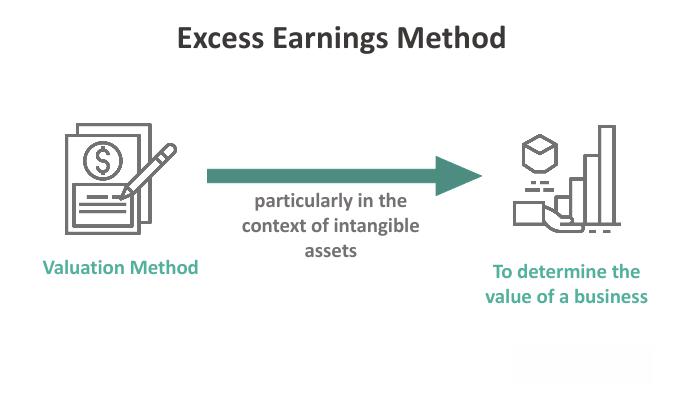 Excess Earnings Method
$
particularly in the
context of intangible
assets
Valuation Method
To determine the
value of a business